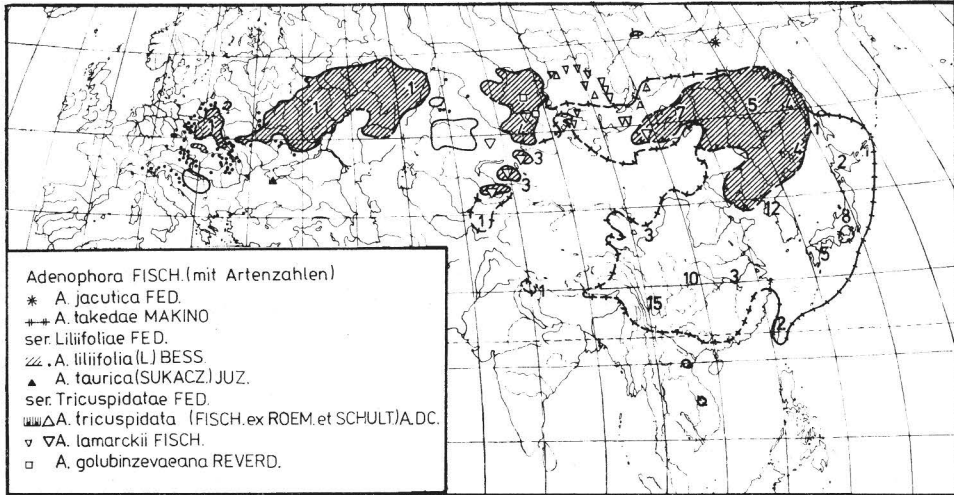 Adenophora FISCH.(mit Artenzahlen)
A. jacutica FED.
A. takedae MAKINO
ser. Liliifoliae FED.
A. liliifolia (L) BESS.
A. taurica (SUKACZ.) JUZ.
ser. Tricuspidatae FED.
A. tricuspidata (FISCH. ex ROEM. et SCHULT.) A.DC.
A. lamarckii FISCH.
A. golubinzevaeana REVERD.
1
1
5
1
3
2
3
12
1
8
3
5
10
3
1
15
2